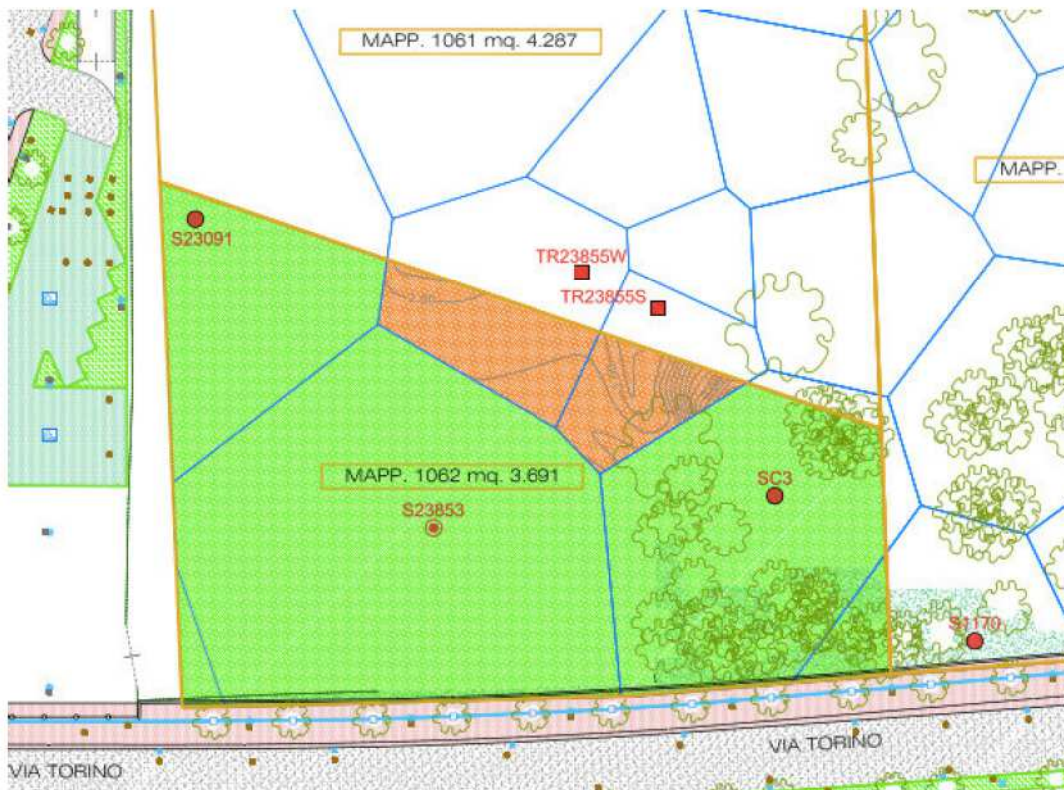 MAPP. 1061 mq. 4.287
MAPP.
S23091
TR23855W
TR23855S
MAPP. 1062 mq. 3.691
SC3
S23853
S1170
VIA TORINO
VIA TORINO